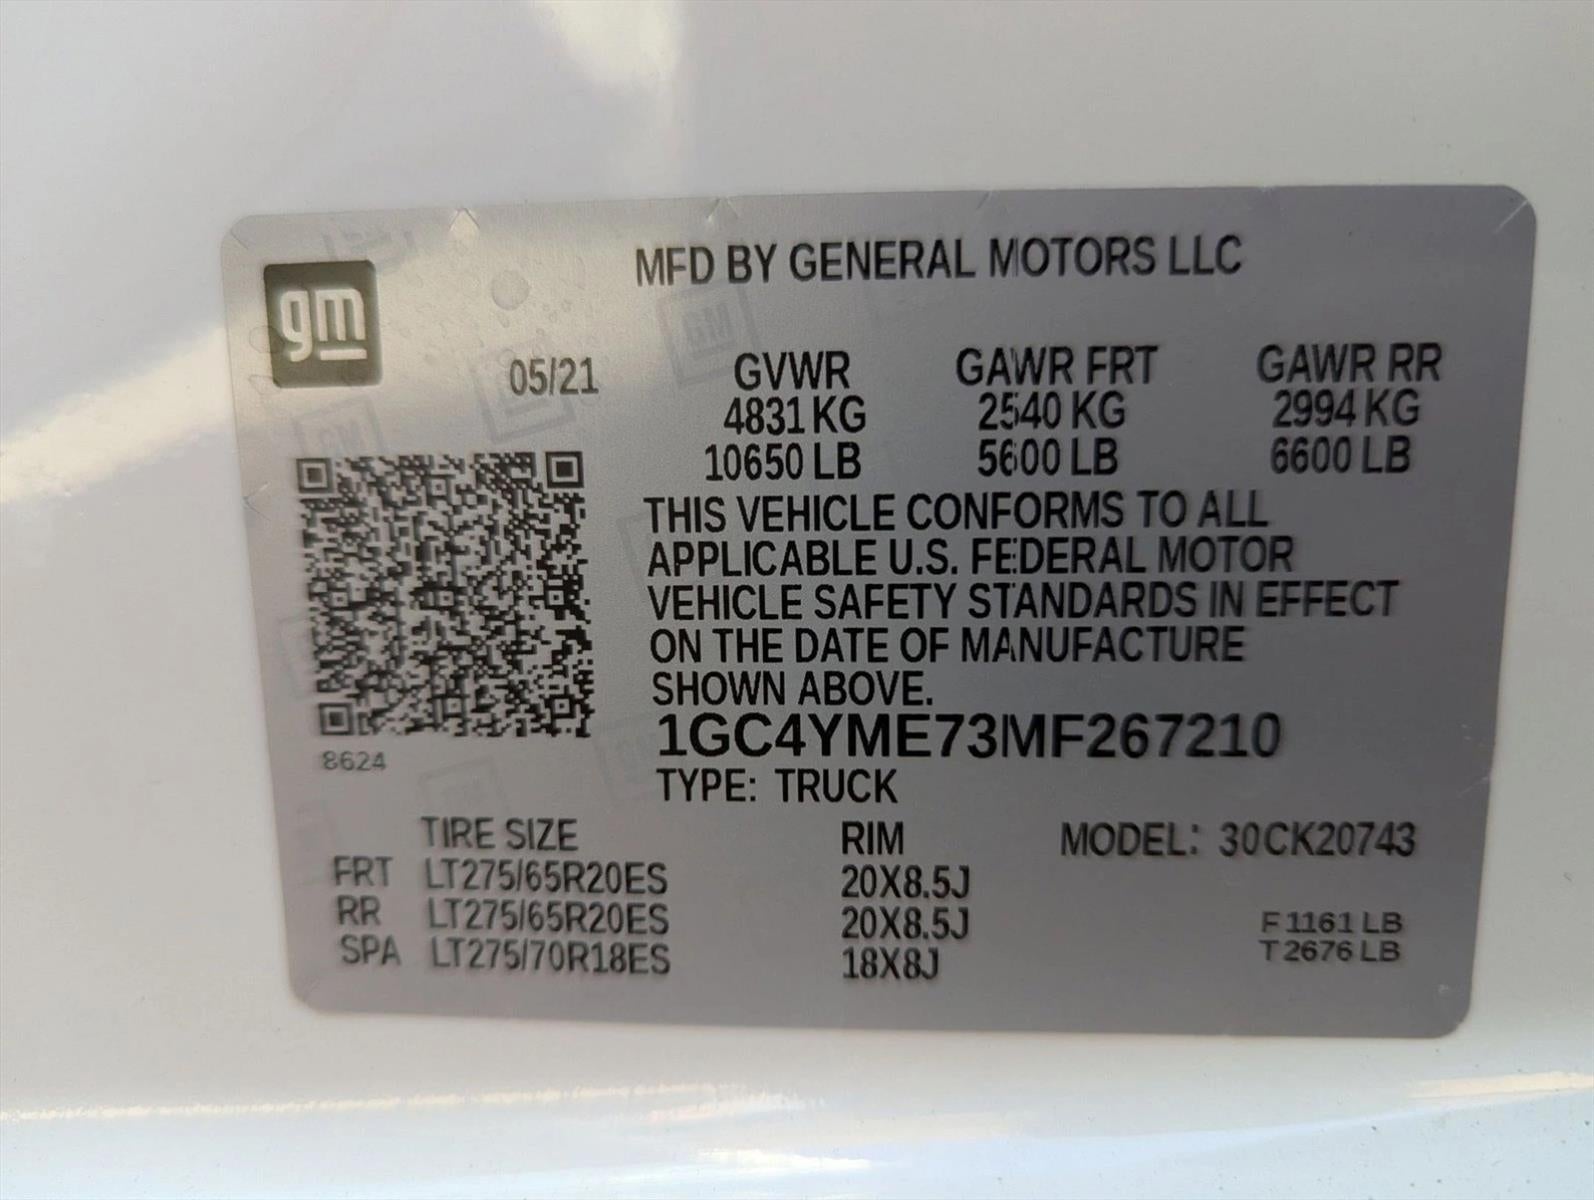 gm
MFD BY GENERAL MOTORS LLC
05/21
GVWR GAWR FRT GAWR RR
4831 KG 2540 KG 2994 KG
10650 LB 5600 LB 6600 LB
THIS VEHICLE CONFORMS TO ALL
APPLICABLE U.S. FEDERAL MOTOR
VEHICLE SAFETY STANDARDS IN EFFECT
ON THE DATE OF MANUFACTURE
SHOWN ABOVE.
1GC4YME73MF267210
8624
TYPE: TRUCK
TIRE SIZE RIM MODEL: 30CK20743
FRT LT275/65R20ES 20X8.5J
RR LT275/65R20ES 20X8.5J F 1161 LB
SPA LT275/70R18ES 18X8J T 2676 LB